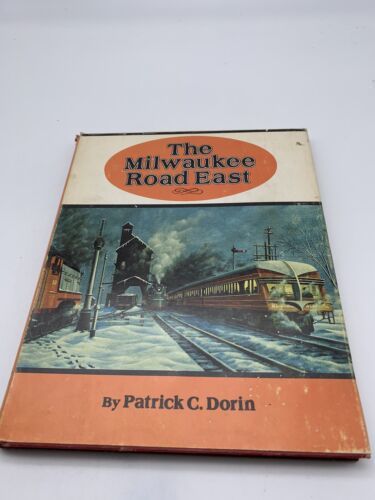 The
Milwaukee
Road East
By Patrick C. Dorin